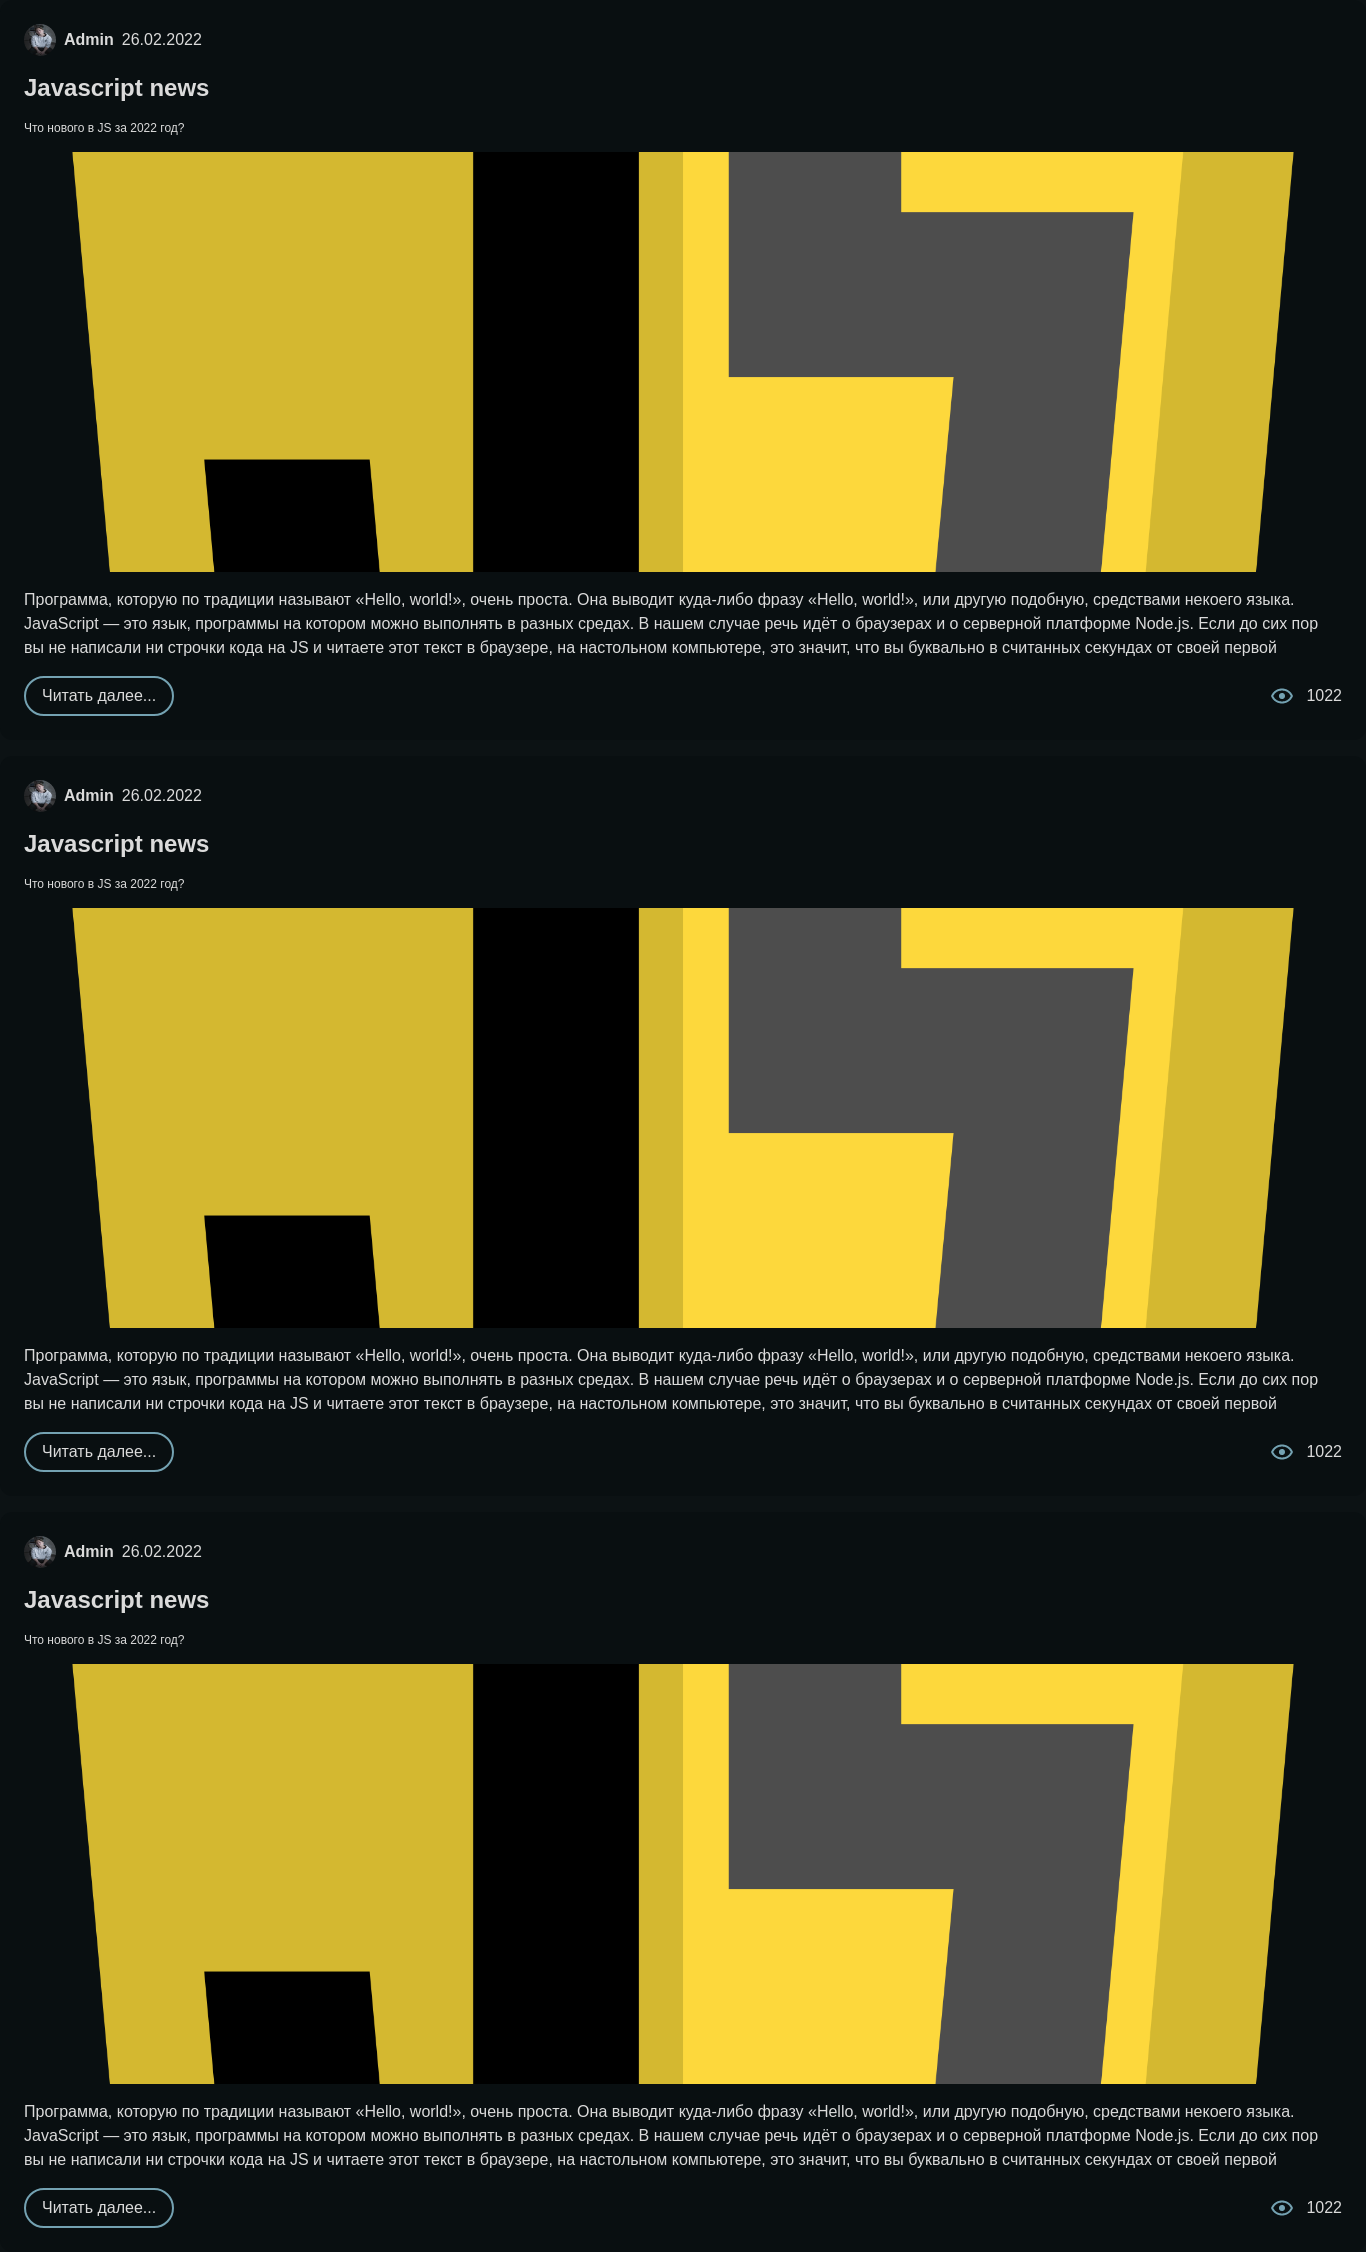 Admin 26.02.2022
Javascript news
Что нового в JS за 2022 год?
Программа, которую по традиции называют «Hello, world!», очень проста. Она выводит куда-либо фразу «Hello, world!», или другую подобную, средствами некоего языка.
JavaScript — это язык, программы на котором можно выполнять в разных средах. В нашем случае речь идёт о браузерах и о серверной платформе Node.js. Если до сих пор
вы не написали ни строчки кода на JS и читаете этот текст в браузере, на настольном компьютере, это значит, что вы буквально в считанных секундах от своей первой
Читать далее... 1022
Admin 26.02.2022
Javascript news
Что нового в JS за 2022 год?
Программа, которую по традиции называют «Hello, world!», очень проста. Она выводит куда-либо фразу «Hello, world!», или другую подобную, средствами некоего языка.
JavaScript — это язык, программы на котором можно выполнять в разных средах. В нашем случае речь идёт о браузерах и о серверной платформе Node.js. Если до сих пор
вы не написали ни строчки кода на JS и читаете этот текст в браузере, на настольном компьютере, это значит, что вы буквально в считанных секундах от своей первой
Читать далее... 1022
Admin 26.02.2022
Javascript news
Что нового в JS за 2022 год?
Программа, которую по традиции называют «Hello, world!», очень проста. Она выводит куда-либо фразу «Hello, world!», или другую подобную, средствами некоего языка.
JavaScript — это язык, программы на котором можно выполнять в разных средах. В нашем случае речь идёт о браузерах и о серверной платформе Node.js. Если до сих пор
вы не написали ни строчки кода на JS и читаете этот текст в браузере, на настольном компьютере, это значит, что вы буквально в считанных секундах от своей первой
Читать далее... 1022